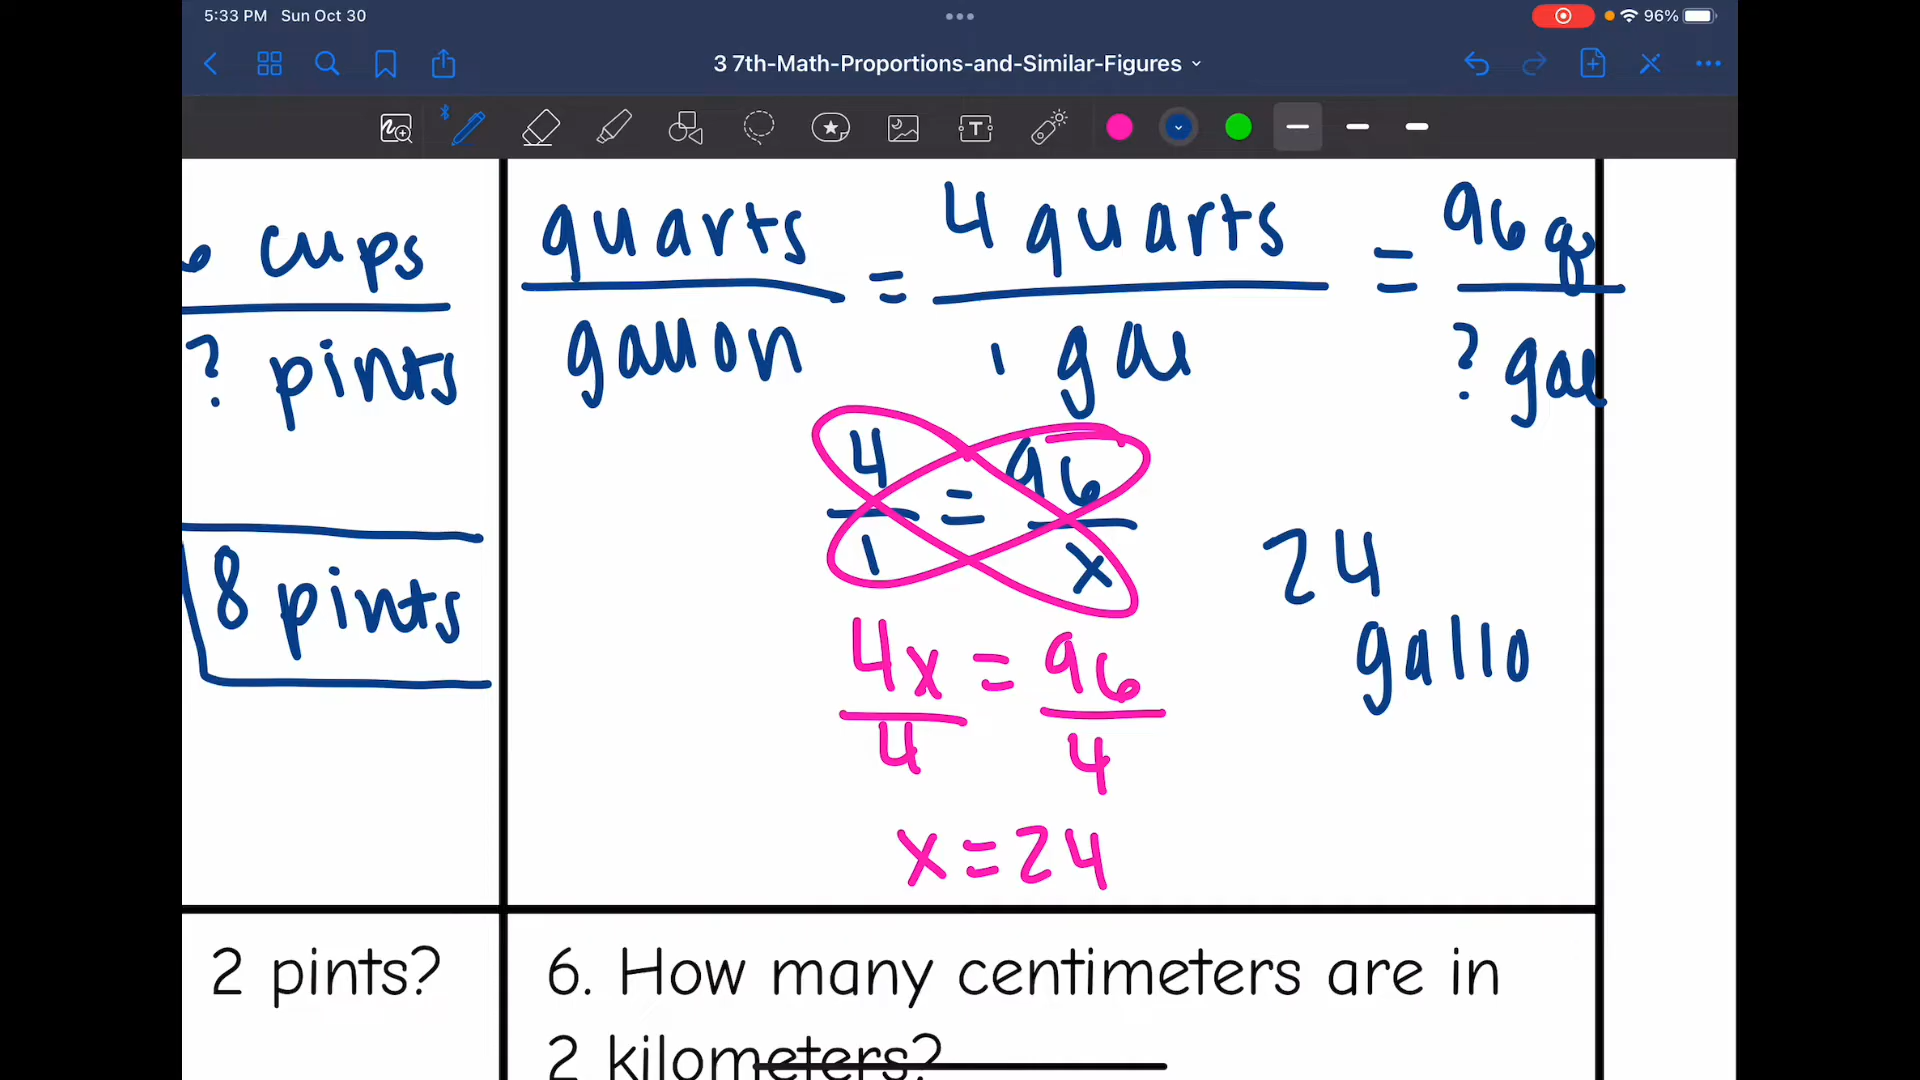 5:33 PM Sun Oct 30
96%
3 7th-Math-Proportions-and-Similar-Figures
cups
? pints
8 pints
quarts = 4 quarts = 96 q
gallon 1 gal ? gal
4 = 96
1 x
4x = 96
4 4
x = 24
24
gallo
2 pints?
6. How many centimeters are in
2 kilometers?